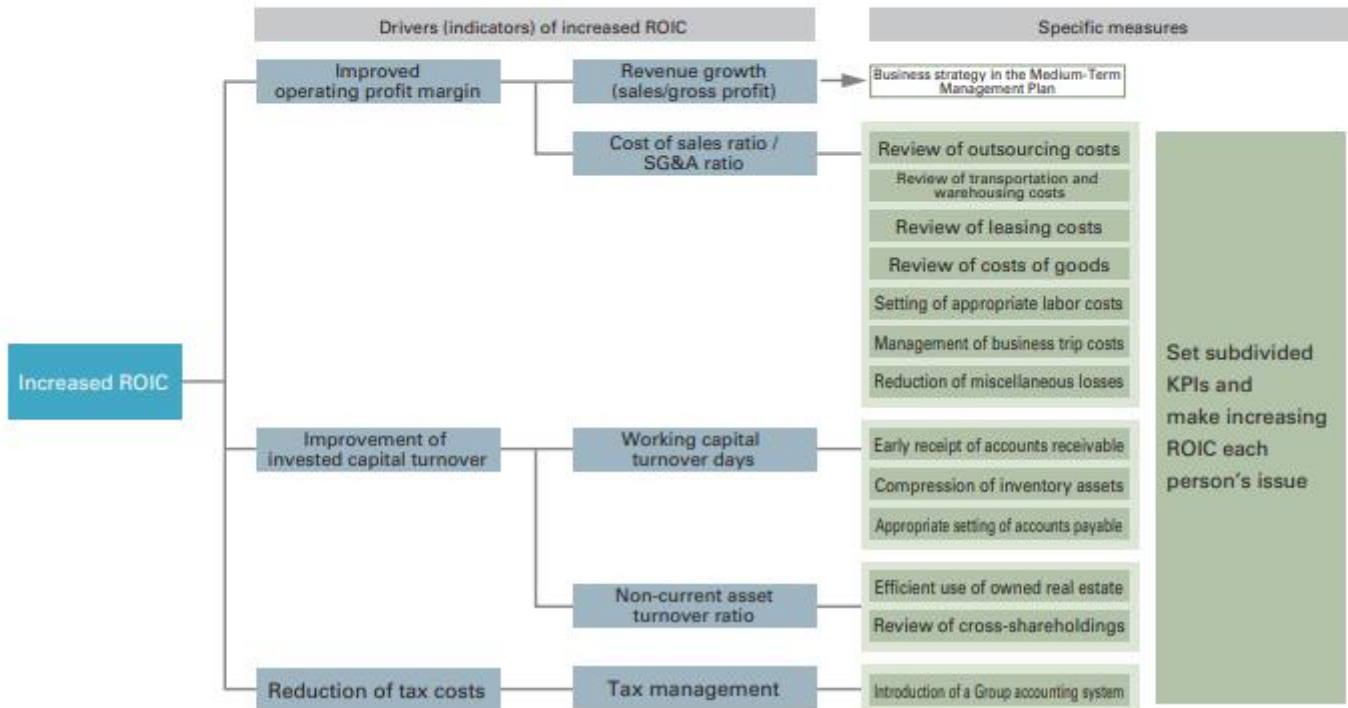 Drivers (indicators) of increased ROIC
Specific measures
Increased ROIC
Improved
operating profit margin
Revenue growth
(sales/gross profit)
Business strategy in the Medium-Term
Management Plan
Cost of sales ratio /
SG&A ratio
Review of outsourcing costs
Review of transportation and
warehousing costs
Review of leasing costs
Review of costs of goods
Setting of appropriate labor costs
Management of business trip costs
Reduction of miscellaneous losses
Improvement of
invested capital turnover
Working capital
turnover days
Early receipt of accounts receivable
Compression of inventory assets
Appropriate setting of accounts payable
Non-current asset
turnover ratio
Efficient use of owned real estate
Review of cross-shareholdings
Reduction of tax costs
Tax management
Introduction of a Group accounting system
Set subdivided
KPIs and
make increasing
ROIC each
person's issue